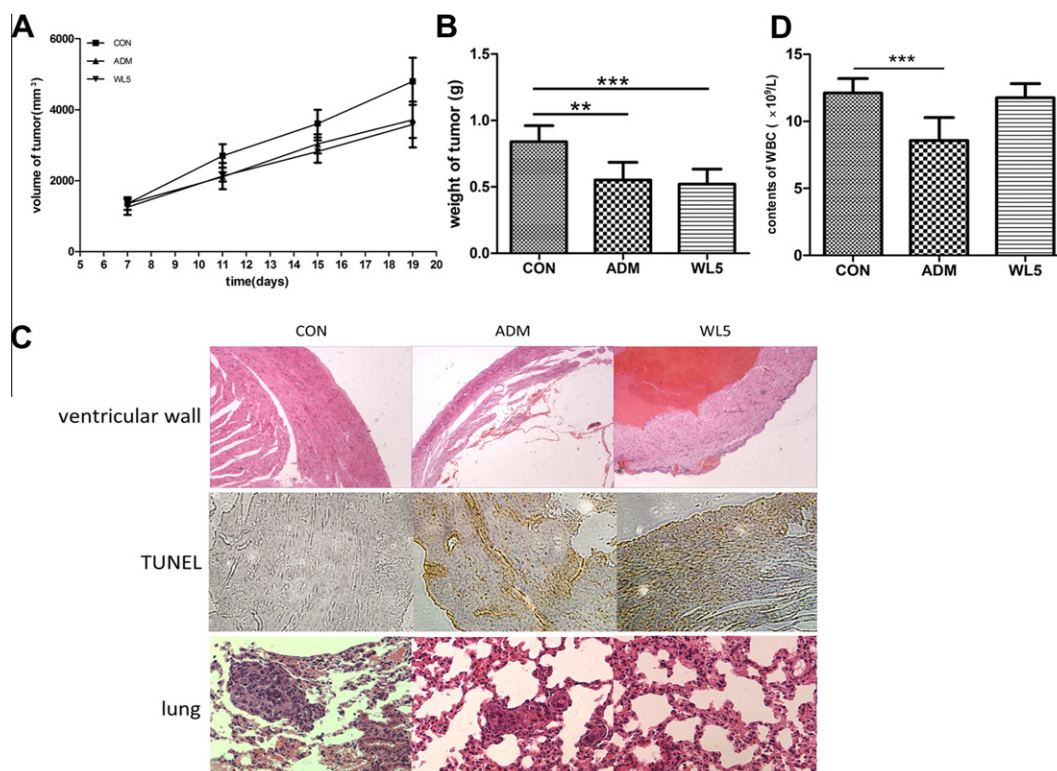 A
6000
4000
2000
0
volume of tumor(mm³)
CON
ADM
WL5
5 6 7 8 9 10 11 12 13 14 15 16 17 18 19 20
time(days)
B
1.5
1.0
0.5
0.0
weight of tumor (g)
***
**
CON ADM WL5
D
15
10
5
0
contents of WBC ( ×10⁹/L)
***
CON ADM WL5
C
CON ADM WL5
ventricular wall
TUNEL
lung